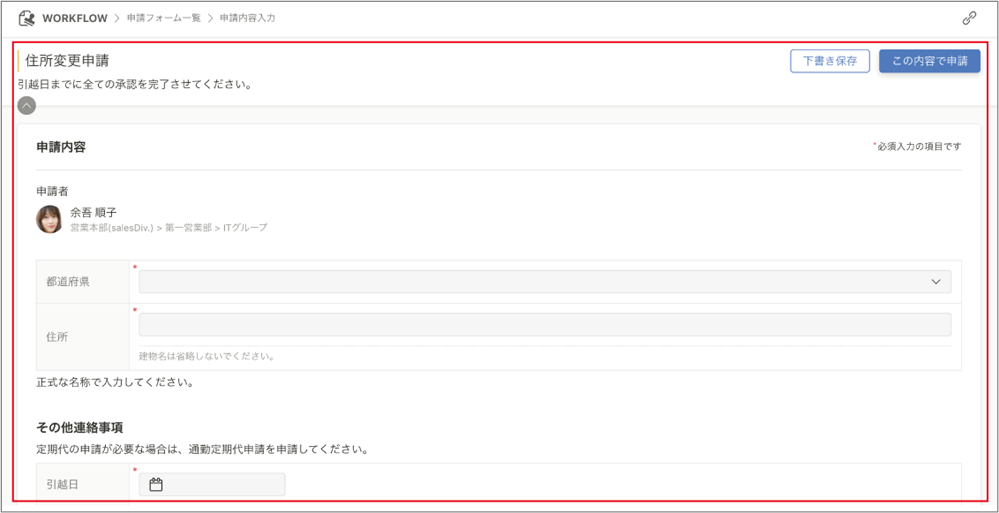 WORKFLOW > 申請フォーム一覧 > 申請内容入力
住所変更申請
下書き保存
この内容で申請
引越日までに全ての承認を完了させてください。
申請内容
*必須入力の項目です
申請者
余吾 順子
営業本部(salesDiv.) > 第一営業部 > ITグループ
都道府県
*
住所
*
建物名は省略しないでください。
正式な名称で入力してください。
その他連絡事項
定期代の申請が必要な場合は、通勤定期代申請を申請してください。
引越日
*